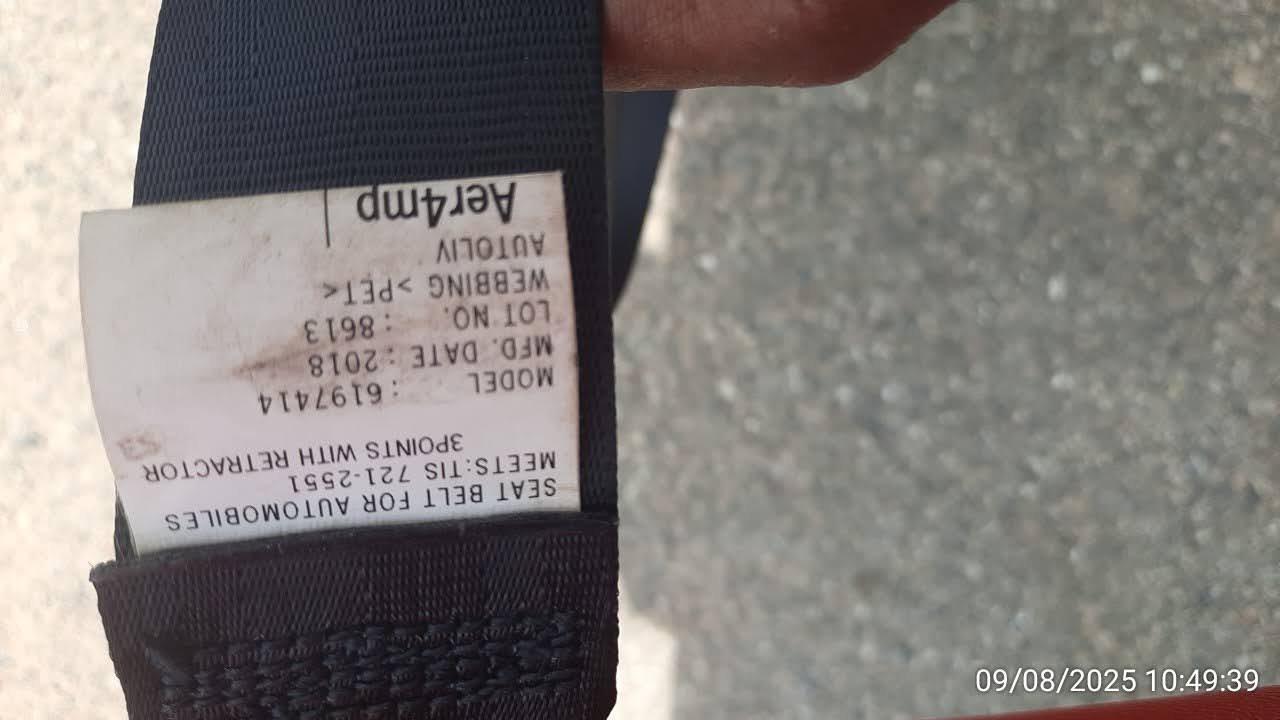 SEAT BELT FOR AUTOMOBILES
MEETS:TIS 721-2551
3POINTS WITH RETRACTOR
MODEL : 6197414
MFD. DATE : 2018
LOT NO. : 8613
WEBBING >PET<
AUTOLIV
Aer4mp
09/08/2025 10:49:39